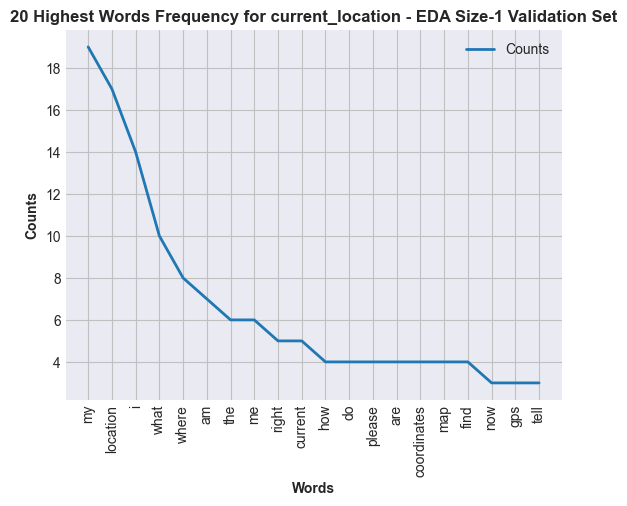 20 Highest Words Frequency for current_location - EDA Size-1 Validation Set
Counts
18
16
14
12
10
8
6
4
Counts
my
location
i
what
where
am
the
me
right
current
how
do
please
are
coordinates
map
find
now
gps
tell
Words